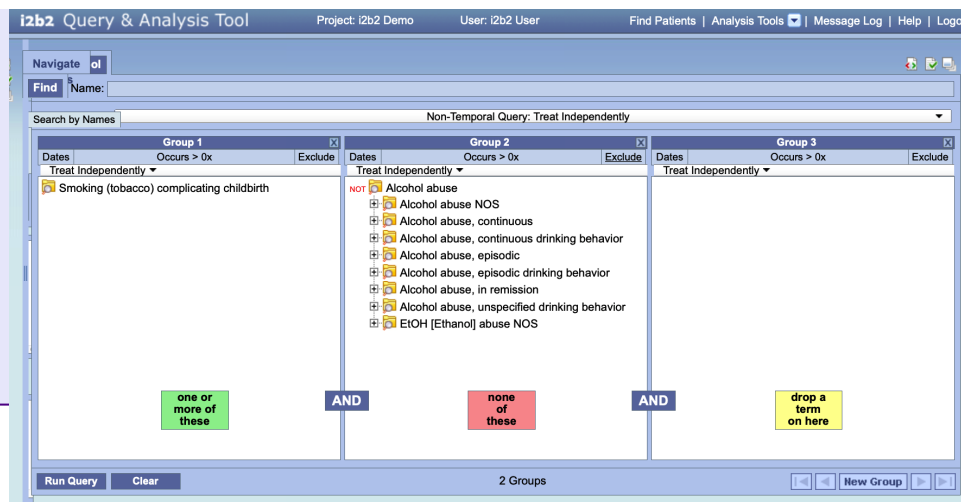 i2b2 Query & Analysis Tool Project: i2b2 Demo User: i2b2 User Find Patients | Analysis Tools | Message Log | Help | Logo
Navigate ol
s
Find Name:
Search by Names Non-Temporal Query: Treat Independently
Group 1 X Group 2 X Group 3 X
Dates Occurs > 0x Exclude Dates Occurs > 0x Exclude Dates Occurs > 0x Exclude
Treat Independently Treat Independently Treat Independently
Smoking (tobacco) complicating childbirth NOT Alcohol abuse
Alcohol abuse NOS
Alcohol abuse, continuous
Alcohol abuse, continuous drinking behavior
Alcohol abuse, episodic
Alcohol abuse, episodic drinking behavior
Alcohol abuse, in remission
Alcohol abuse, unspecified drinking behavior
EtOH [Ethanol] abuse NOS
one or more of these AND none of these AND drop a term on here
Run Query Clear 2 Groups New Group